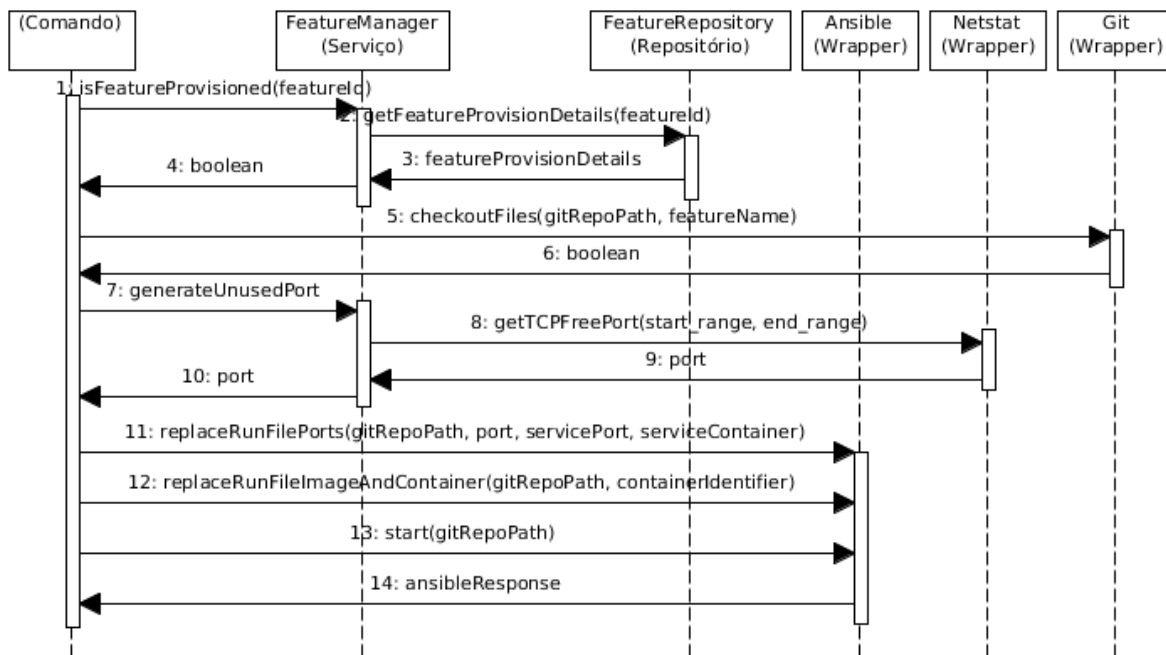 (Comando)
FeatureManager
(Serviço)
FeatureRepository
(Repositório)
Ansible
(Wrapper)
Netstat
(Wrapper)
Git
(Wrapper)
1: isFeatureProvisioned(featureId)
2: getFeatureProvisionDetails(featureId)
3: featureProvisionDetails
4: boolean
5: checkoutFiles(gitRepoPath, featureName)
6: boolean
7: generateUnusedPort
8: getTCPFreePort(start_range, end_range)
9: port
10: port
11: replaceRunFilePorts(gitRepoPath, port, servicePort, serviceContainer)
12: replaceRunFileImageAndContainer(gitRepoPath, containerIdentifier)
13: start(gitRepoPath)
14: ansibleResponse